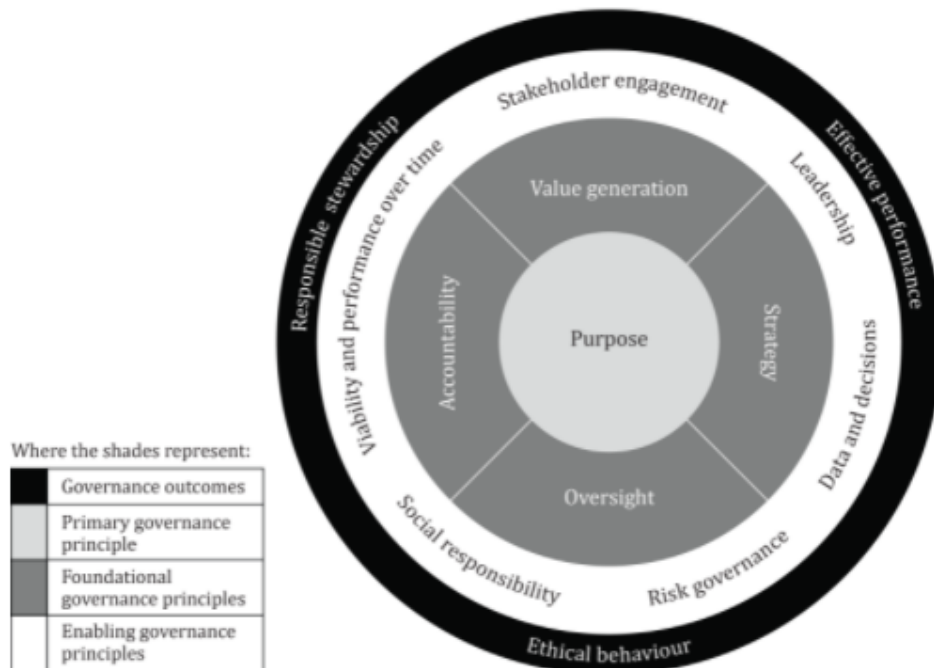 Responsible stewardship
Effective performance
Ethical behaviour
Stakeholder engagement
Leadership
Data and decisions
Risk governance
Social responsibility
Viability and performance over time
Value generation
Strategy
Oversight
Accountability
Purpose
Where the shades represent:
Governance outcomes
Primary governance
principle
Foundational
governance principles
Enabling governance
principles